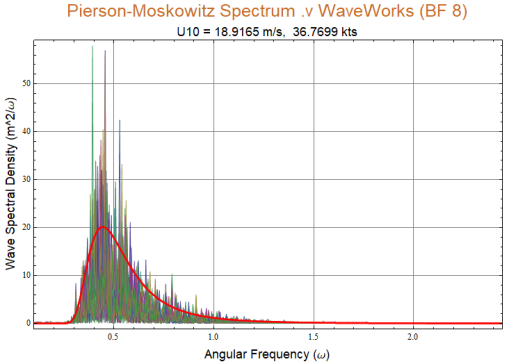 Pierson-Moskowitz Spectrum .v WaveWorks (BF 8)
U10 = 18.9165 m/s, 36.7699 kts
Wave Spectral Density (m^2/ω)
50
40
30
20
10
0
0.5
1.0
1.5
2.0
Angular Frequency (ω)